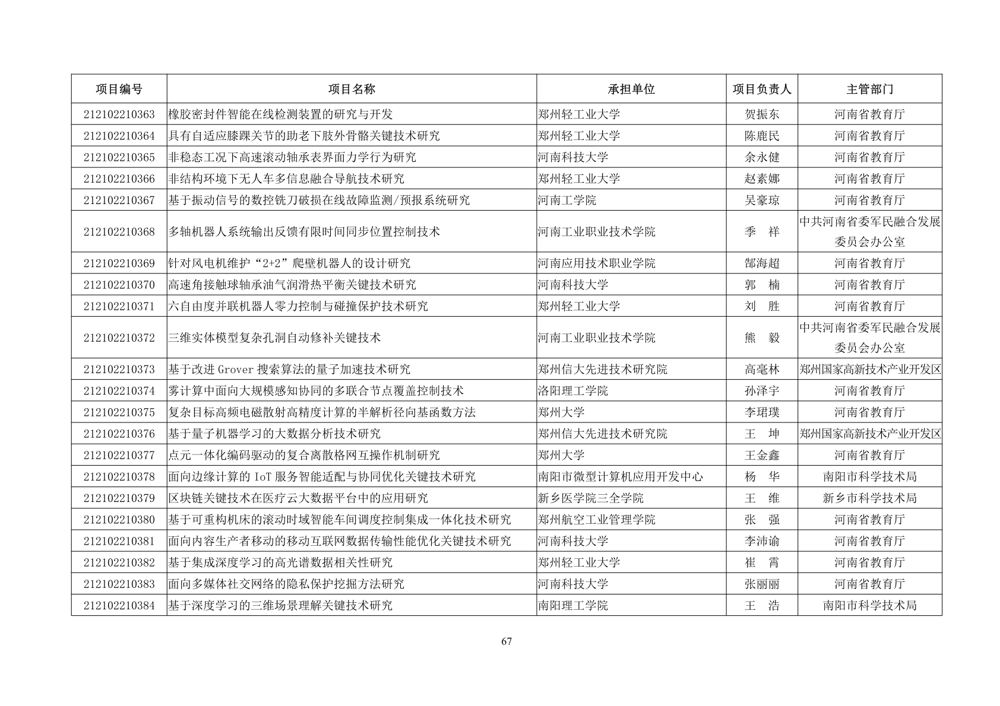 项目编号 项目名称 承担单位 项目负责人 主管部门
212102210363 橡胶密封件智能在线检测装置的研究与开发 郑州轻工业大学 贺振东 河南省教育厅
212102210364 具有自适应膝踝关节的助老下肢外骨骼关键技术研究 郑州轻工业大学 陈鹿民 河南省教育厅
212102210365 非稳态工况下高速滚动轴承表界面力学行为研究 河南科技大学 余永健 河南省教育厅
212102210366 非结构环境下无人车多信息融合导航技术研究 郑州轻工业大学 赵素娜 河南省教育厅
212102210367 基于振动信号的数控铣刀破损在线故障监测/预报系统研究 河南工学院 吴豪琼 河南省教育厅
212102210368 多轴机器人系统输出反馈有限时间同步位置控制技术 河南工业职业技术学院 季　祥 中共河南省委军民融合发展
委员会办公室
212102210369 针对风电机维护“2+2”爬壁机器人的设计研究 河南应用技术职业学院 郜海超 河南省教育厅
212102210370 高速角接触球轴承油气润滑热平衡关键技术研究 河南科技大学 郭　楠 河南省教育厅
212102210371 六自由度并联机器人零力控制与碰撞保护技术研究 郑州轻工业大学 刘　胜 河南省教育厅
212102210372 三维实体模型复杂孔洞自动修补关键技术 河南工业职业技术学院 熊　毅 中共河南省委军民融合发展
委员会办公室
212102210373 基于改进 Grover 搜索算法的量子加速技术研究 郑州信大先进技术研究院 高毫林 郑州国家高新技术产业开发区
212102210374 雾计算中面向大规模感知协同的多联合节点覆盖控制技术 洛阳理工学院 孙泽宇 河南省教育厅
212102210375 复杂目标高频电磁散射高精度计算的半解析径向基函数方法 郑州大学 李珺璞 河南省教育厅
212102210376 基于量子机器学习的大数据分析技术研究 郑州信大先进技术研究院 王　坤 郑州国家高新技术产业开发区
212102210377 点元一体化编码驱动的复合离散格网互操作机制研究 郑州大学 王金鑫 河南省教育厅
212102210378 面向边缘计算的 IoT 服务智能适配与协同优化关键技术研究 南阳市微型计算机应用开发中心 杨　华 南阳市科学技术局
212102210379 区块链关键技术在医疗云大数据平台中的应用研究 新乡医学院三全学院 王　维 新乡市科学技术局
212102210380 基于可重构机床的滚动时域智能车间调度控制集成一体化技术研究 郑州航空工业管理学院 张　强 河南省教育厅
212102210381 面向内容生产者移动的移动互联网数据传输性能优化关键技术研究 河南科技大学 李沛谕 河南省教育厅
212102210382 基于集成深度学习的高光谱数据相关性研究 郑州轻工业大学 崔　霄 河南省教育厅
212102210383 面向多媒体社交网络的隐私保护挖掘方法研究 河南科技大学 张丽丽 河南省教育厅
212102210384 基于深度学习的三维场景理解关键技术研究 南阳理工学院 王　浩 南阳市科学技术局
67